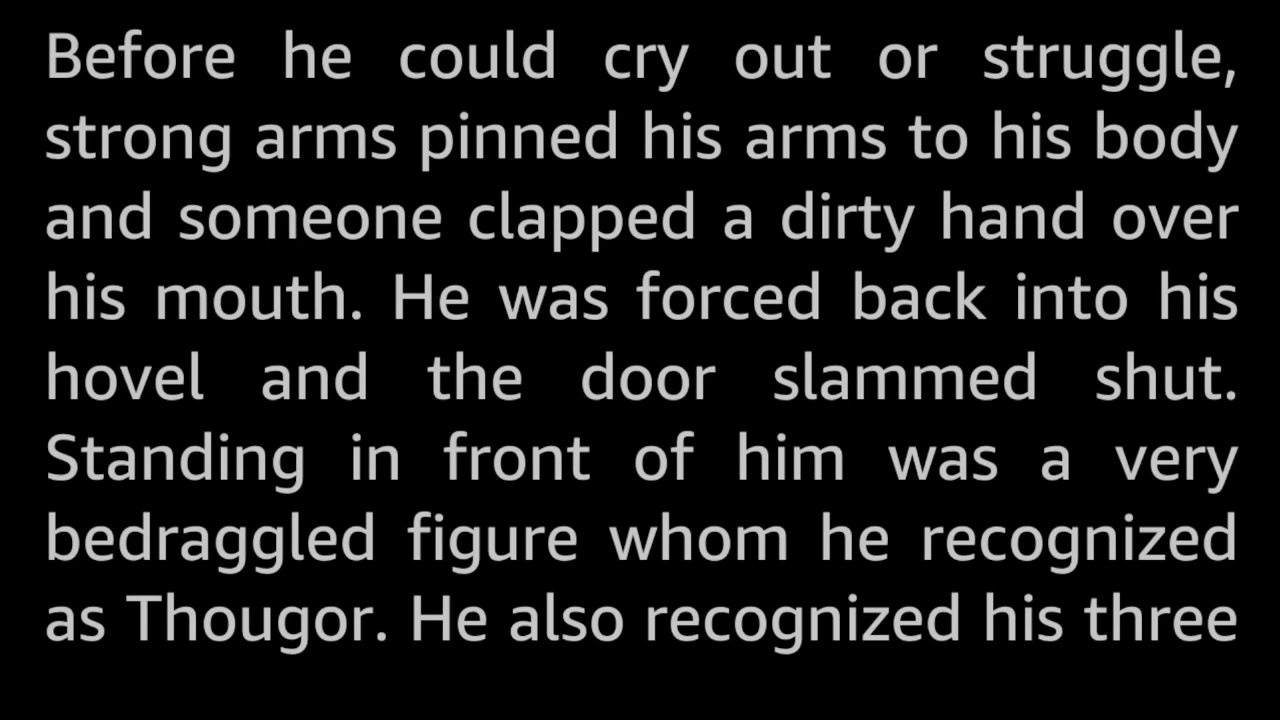 Before he could cry out or struggle,
strong arms pinned his arms to his body
and someone clapped a dirty hand over
his mouth. He was forced back into his
hovel and the door slammed shut.
Standing in front of him was a very
bedraggled figure whom he recognized
as Thougor. He also recognized his three